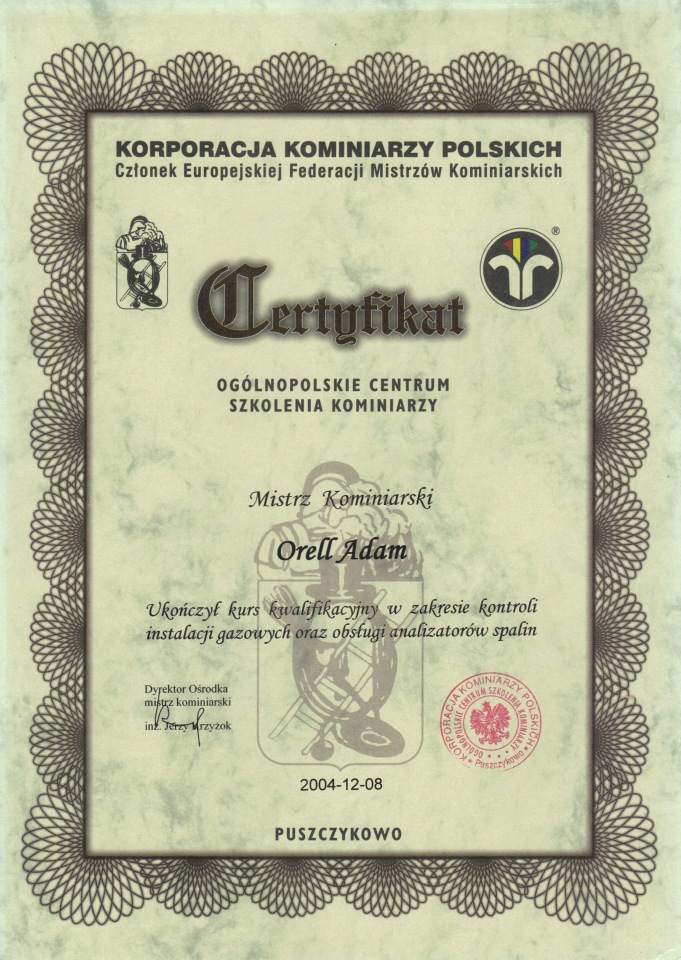 KORPORACJA KOMINIARZY POLSKICH
Członek Europejskiej Federacji Mistrzów Kominiarskich
®
Certyfikat
OGÓLNOPOLSKIE CENTRUM
SZKOLENIA KOMINIARZY
Mistrz Kominiarski
Orell Adam
Ukończył kurs kwalifikacyjny w zakresie kontroli
instalacji gazowych oraz obsługi analizatorów spalin
Dyrektor Ośrodka
mistrz kominiarski
inż. Jerzy Krzyżok
KORPORACJA KOMINIARZY POLSKICH
OGÓLNOPOLSKIE CENTRUM SZKOLENIA KOMINIARZY
Puszczykowo
2004-12-08
PUSZCZYKOWO